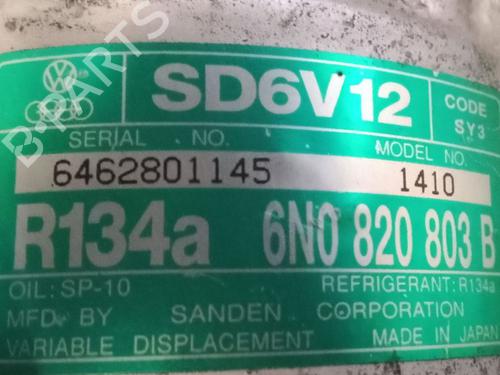 B-PARTS
SD6V12
CODE
SY3
SERIAL NO.
MODEL NO.
6462801145
1410
R134a
6N0 820 803 B
OIL: SP-10
REFRIGERANT: R134a
MFD BY SANDEN CORPORATION
VARIABLE DISPLACEMENT
MADE IN JAPAN